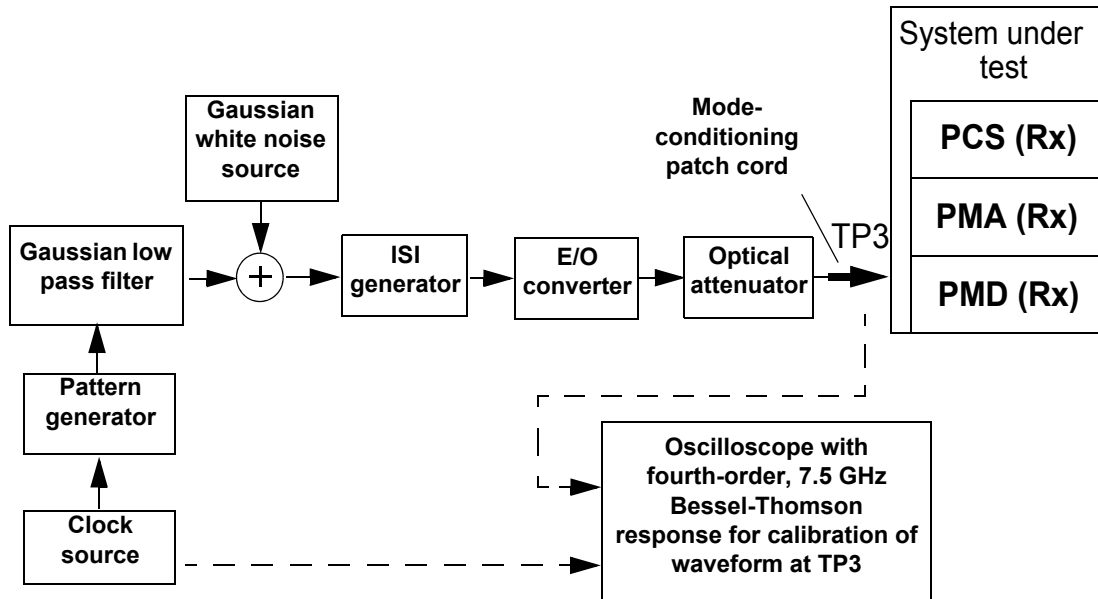 System under
test
PCS (Rx)
PMA (Rx)
PMD (Rx)
Mode-
conditioning
patch cord
TP3
Gaussian
white noise
source
Gaussian low
pass filter
+
ISI
generator
E/O
converter
Optical
attenuator
Pattern
generator
Clock
source
Oscilloscope with
fourth-order, 7.5 GHz
Bessel-Thomson
response for calibration of
waveform at TP3